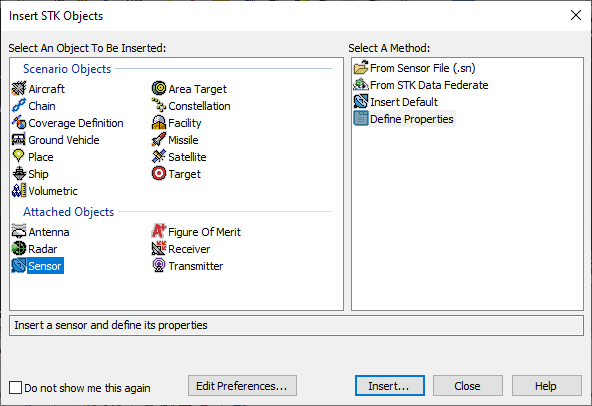 Insert STK Objects
Select An Object To Be Inserted:
Scenario Objects
Aircraft
Area Target
Chain
Constellation
Coverage Definition
Facility
Ground Vehicle
Missile
Place
Satellite
Ship
Target
Volumetric
Attached Objects
Antenna
Figure Of Merit
Radar
Receiver
Sensor
Transmitter
Select A Method:
From Sensor File (.sn)
From STK Data Federate
Insert Default
Define Properties
Insert a sensor and define its properties
Do not show me this again
Edit Preferences...
Insert...
Close
Help